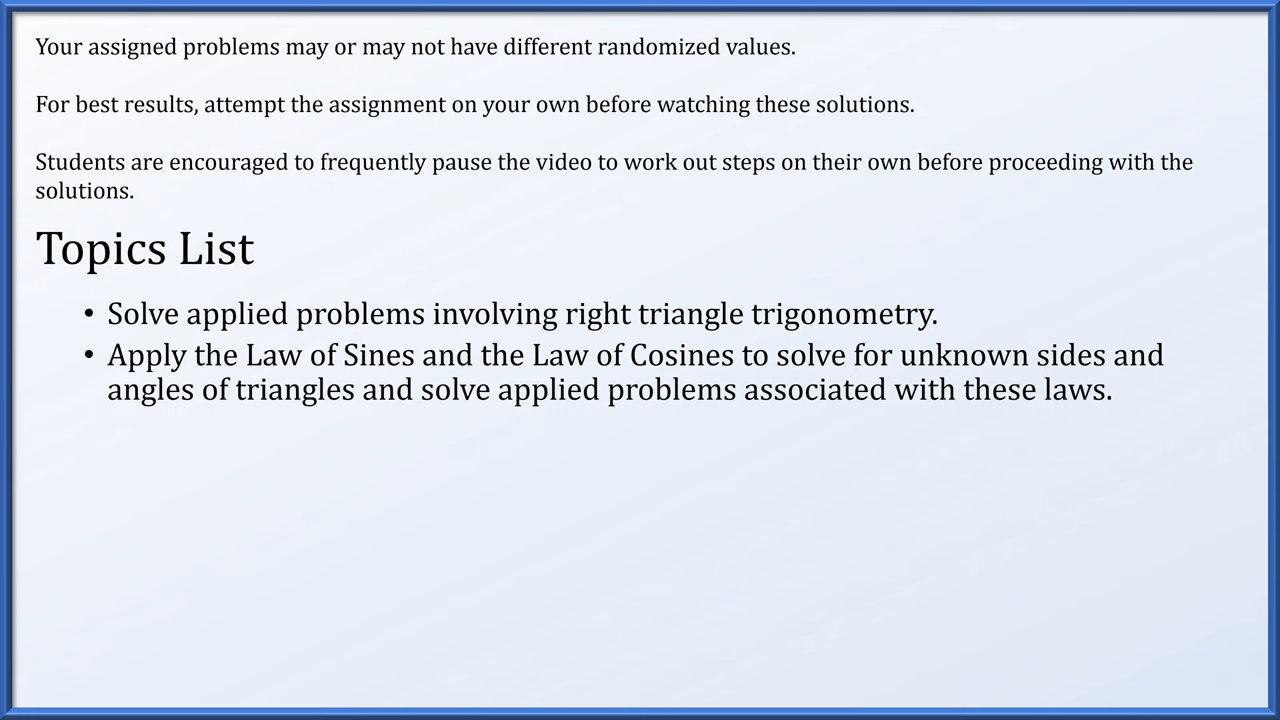 Your assigned problems may or may not have different randomized values.
For best results, attempt the assignment on your own before watching these solutions.
Students are encouraged to frequently pause the video to work out steps on their own before proceeding with the
solutions.
Topics List
• Solve applied problems involving right triangle trigonometry.
• Apply the Law of Sines and the Law of Cosines to solve for unknown sides and
angles of triangles and solve applied problems associated with these laws.